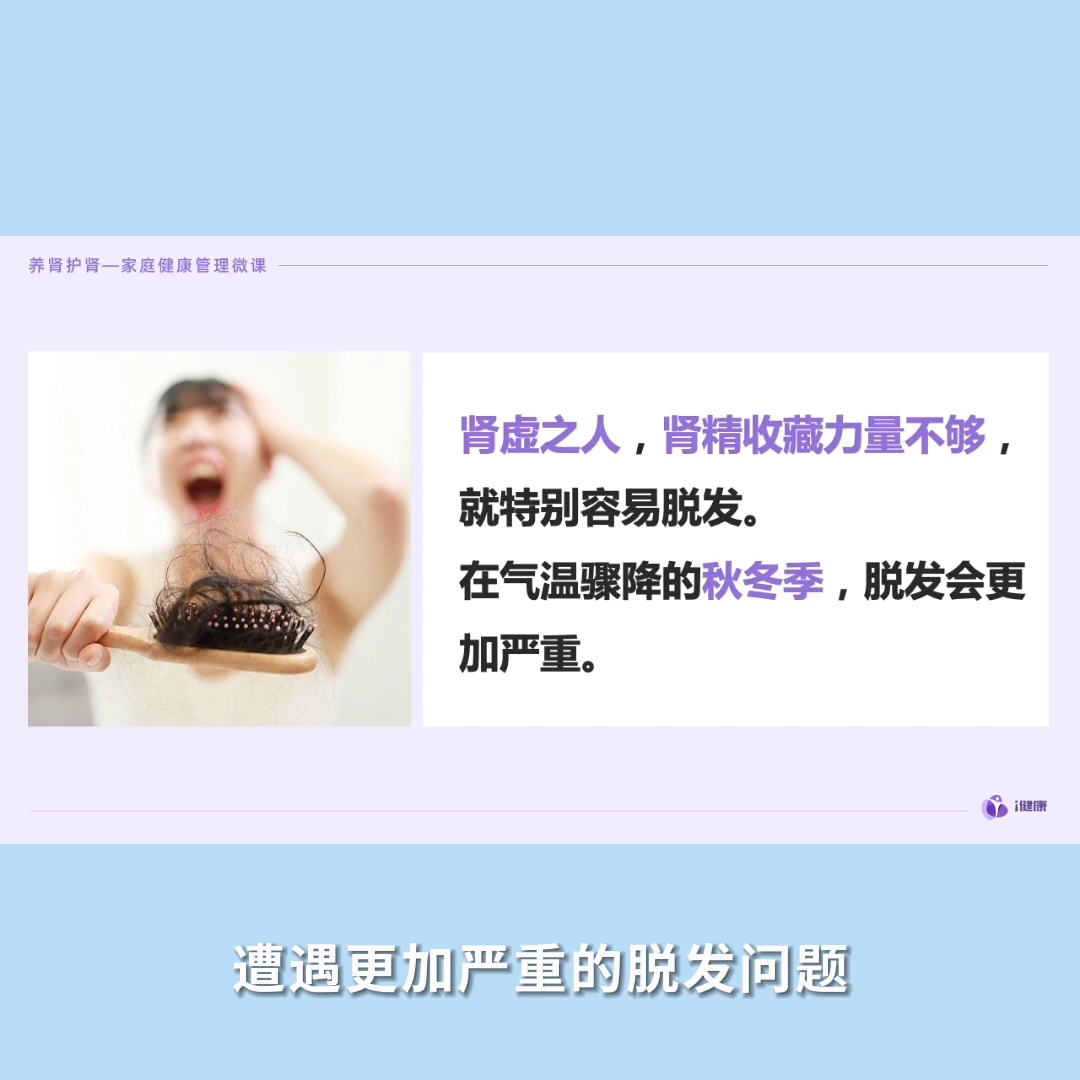 养肾护肾—家庭健康管理微课
肾虚之人，肾精收藏力量不够，
就特别容易脱发。
在气温骤降的秋冬季，脱发会更
加严重。
i健康
遭遇更加严重的脱发问题